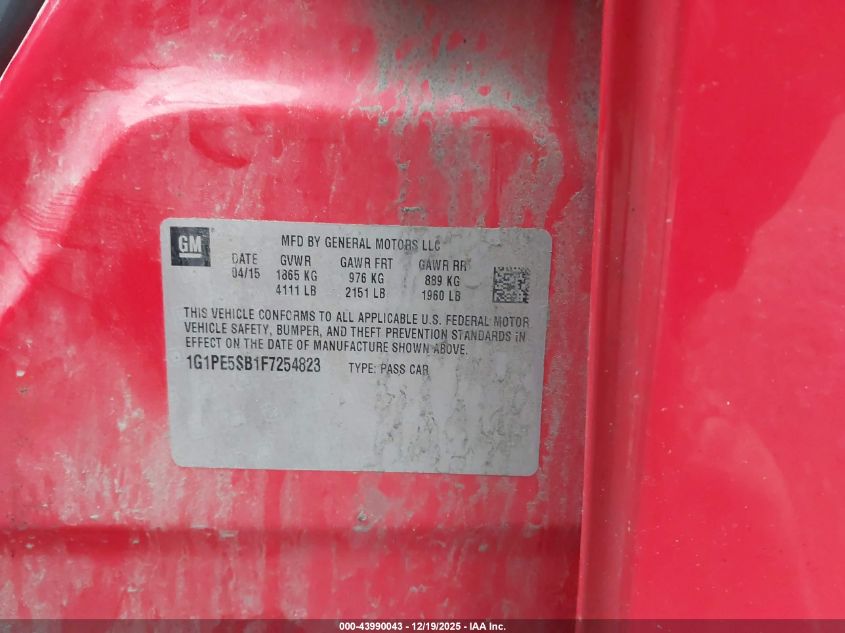 GM
MFD BY GENERAL MOTORS LLC
DATE GVWR GAWR FRT GAWR RR
04/15 1865 KG 976 KG 889 KG
4111 LB 2151 LB 1960 LB
THIS VEHICLE CONFORMS TO ALL APPLICABLE U.S. FEDERAL MOTOR
VEHICLE SAFETY, BUMPER, AND THEFT PREVENTION STANDARDS IN
EFFECT ON THE DATE OF MANUFACTURE SHOWN ABOVE.
1G1PE5SB1F7254823 TYPE: PASS CAR
000-43990043 - 12/19/2025 - IAA Inc.